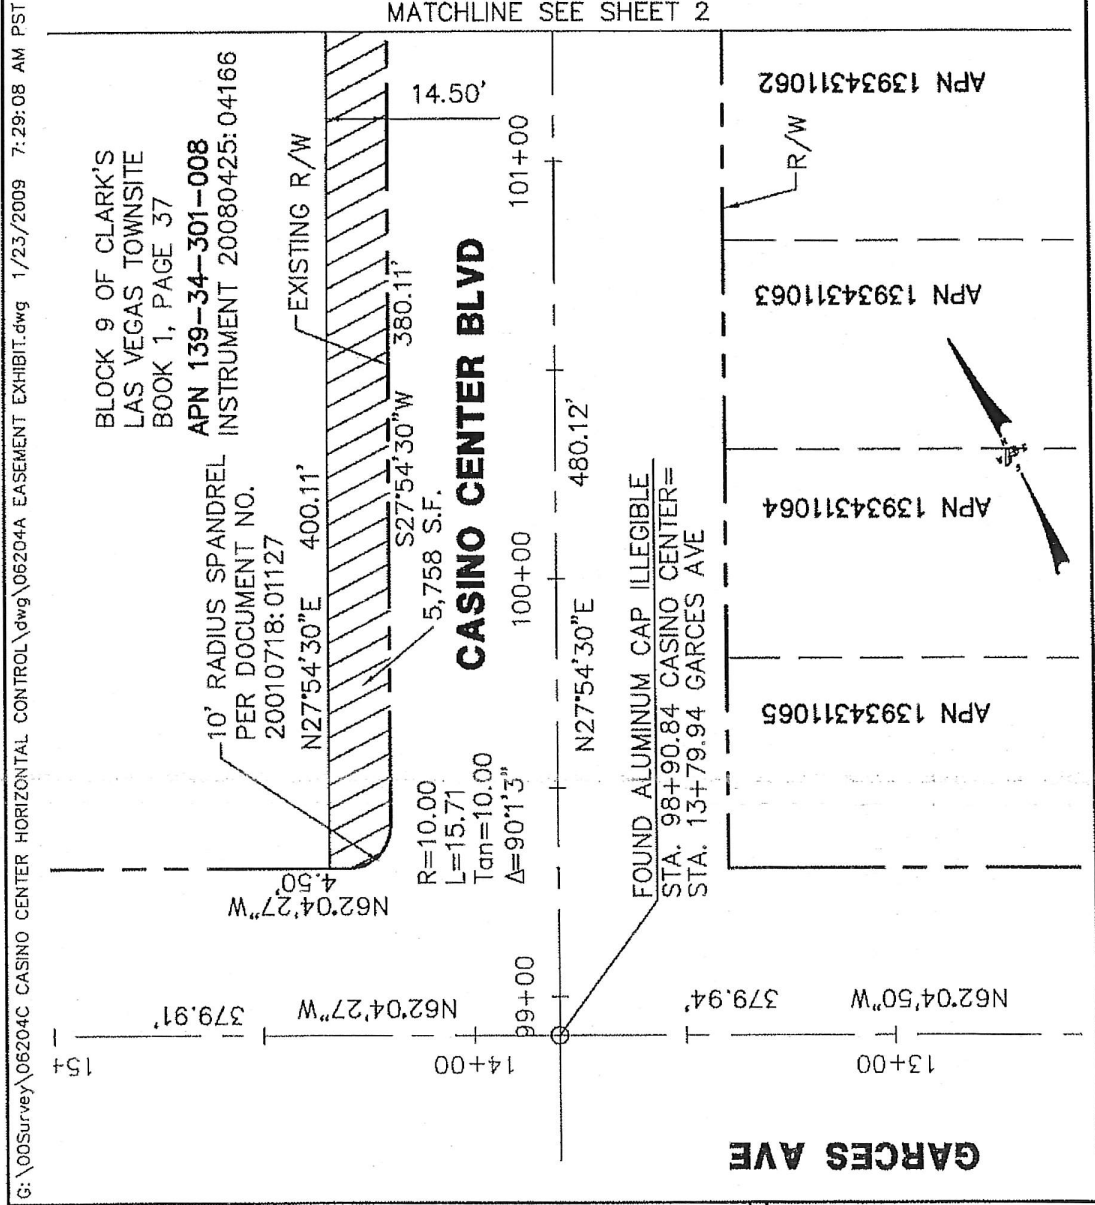 G:\00Survey\06204C CASINO CENTER HORIZONTAL CONTROL\dwg\06204A EASEMENT EXHIBIT.dwg 1/23/2009 7:29:08 AM PST
MATCHLINE SEE SHEET 2
BLOCK 9 OF CLARK'S
LAS VEGAS TOWNSITE
BOOK 1, PAGE 37
APN 139-34-301-008
INSTRUMENT 20080425:04166
10' RADIUS SPANDREL
PER DOCUMENT NO.
20010718:01127
EXISTING R/W
N27°54'30"E 400.11'
14.50'
S27°54'30"W 380.11'
5,758 S.F.
CASINO CENTER BLVD
R=10.00
L=15.71
Tan=10.00
Δ=90°1'3"
N62°04'27"W
4.50'
99+00
100+00
101+00
N27°54'30"E
480.12'
FOUND ALUMINUM CAP ILLEGIBLE
STA. 98+90.84 CASINO CENTER=
STA. 13+79.94 GARCES AVE
R/W
APN 13934311062
APN 13934311063
APN 13934311064
APN 13934311065
15+
379.91'
N62°04'27"W
14+00
379.94'
N62°04'50"W
13+00
GARCES AVE